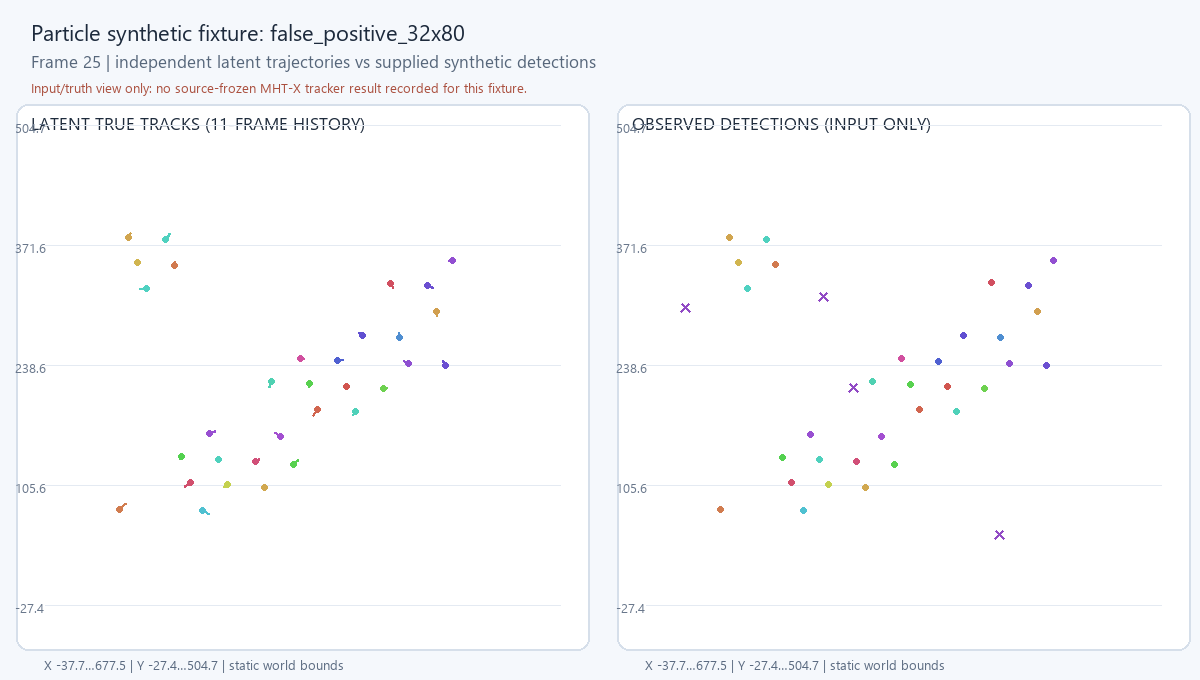 Particle synthetic fixture: false_positive_32x80
Frame 25 | independent latent trajectories vs supplied synthetic detections
Input/truth view only: no source-frozen MHT-X tracker result recorded for this fixture.
LATENT TRUE TRACKS (11-FRAME HISTORY)
504.7
371.6
238.6
105.6
-27.4
X -37.7...677.5 | Y -27.4...504.7 | static world bounds
OBSERVED DETECTIONS (INPUT ONLY)
504.7
371.6
238.6
105.6
-27.4
X -37.7...677.5 | Y -27.4...504.7 | static world bounds